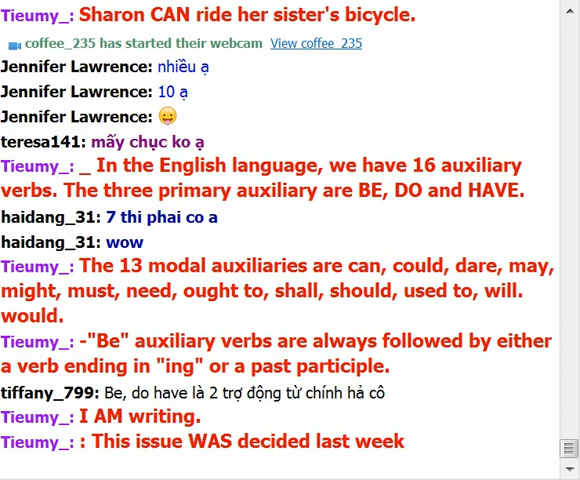 Tieumy_: Sharon CAN ride her sister's bicycle.
coffee_235 has started their webcam View coffee_235
Jennifer Lawrence: nhiều ạ
Jennifer Lawrence: 10 ạ
Jennifer Lawrence: 😛
teresa141: mấy chục ko ạ
Tieumy_: _ In the English language, we have 16 auxiliary
verbs. The three primary auxiliary are BE, DO and HAVE.
haidang_31: 7 thi phai co a
haidang_31: wow
Tieumy_: The 13 modal auxiliaries are can, could, dare, may,
might, must, need, ought to, shall, should, used to, will.
would.
Tieumy_: -"Be" auxiliary verbs are always followed by either
a verb ending in "ing" or a past participle.
tiffany_799: Be, do have là 2 trợ động từ chính hả cô
Tieumy_: I AM writing.
Tieumy_: : This issue WAS decided last week